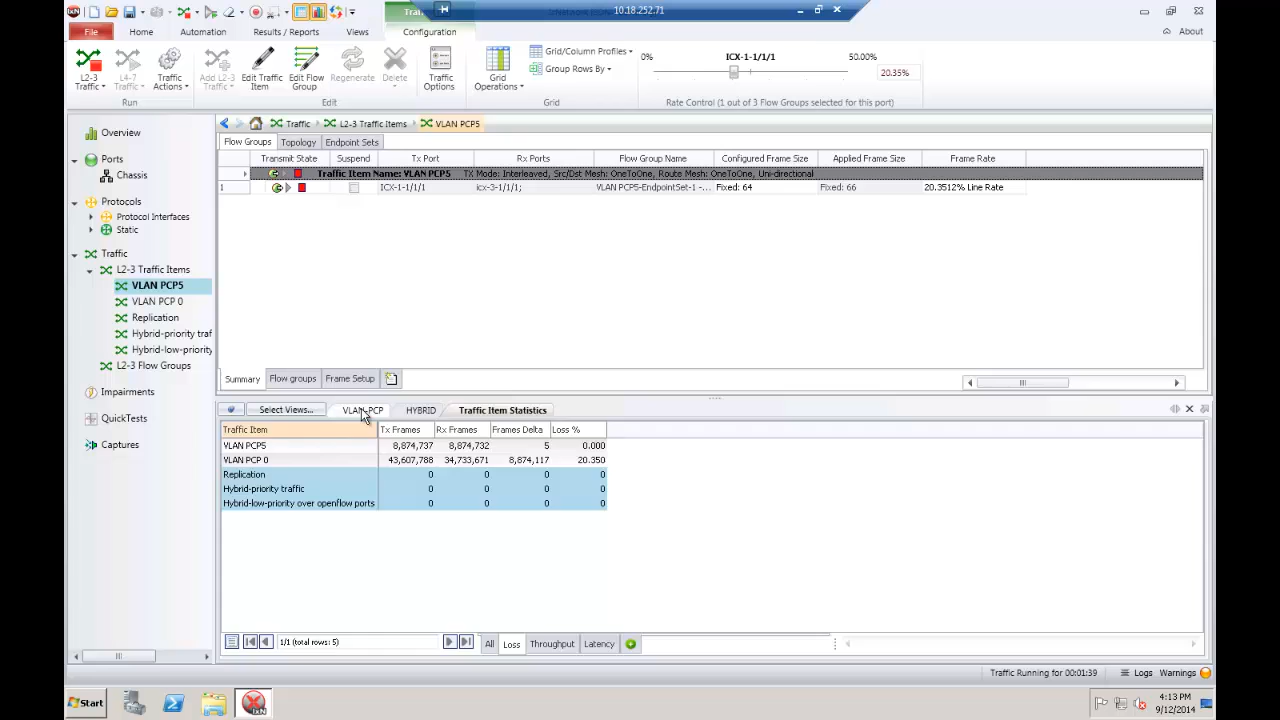 Tra
10.18.252.71
File
Home
Automation
Results / Reports
Views
Configuration
About
L2-3
Traffic
L4-7
Traffic
Traffic
Actions
Add L2-3
Traffic
Edit Traffic
Item
Edit Flow
Group
Regenerate
Delete
Traffic
Options
Grid
Operations
Grid/Column Profiles
Group Rows By
0%
ICX-1-1/1/1
50.00%
20.35%
Run
Edit
Grid
Rate Control (1 out of 3 Flow Groups selected for this port)
Overview
Ports
Chassis
Protocols
Protocol Interfaces
Static
Traffic
L2-3 Traffic Items
VLAN PCP5
VLAN PCP 0
Replication
Hybrid-priority traf
Hybrid-low-priority
L2-3 Flow Groups
Impairments
QuickTests
Captures
Traffic
L2-3 Traffic Items
VLAN PCP5
Flow Groups
Topology
Endpoint Sets
Transmit State Suspend Tx Port Rx Ports Flow Group Name Configured Frame Size Applied Frame Size Frame Rate
Traffic Item Name: VLAN PCP5 TX Mode: Interleaved, Src/Dst Mesh: OneToOne, Route Mesh: OneToOne, Uni-directional
1 ICX-1-1/1/1 icx-3-1/1/1; VLAN PCP5-EndpointSet-1 -... Fixed: 64 Fixed: 66 20.3512% Line Rate
Summary
Flow groups
Frame Setup
Select Views...
VLAN-PCP
HYBRID
Traffic Item Statistics
Traffic Item Tx Frames Rx Frames Frames Delta Loss %
VLAN PCP5 8,874,737 8,874,732 5 0.000
VLAN PCP 0 43,607,788 34,733,671 8,874,117 20.350
Replication 0 0 0 0
Hybrid-priority traffic 0 0 0 0
Hybrid-low-priority over openflow ports 0 0 0 0
1/1 (total rows: 5)
All
Loss
Throughput
Latency
Traffic Running for 00:01:39
Logs
Warnings
Start
IxN
4:13 PM
9/12/2014